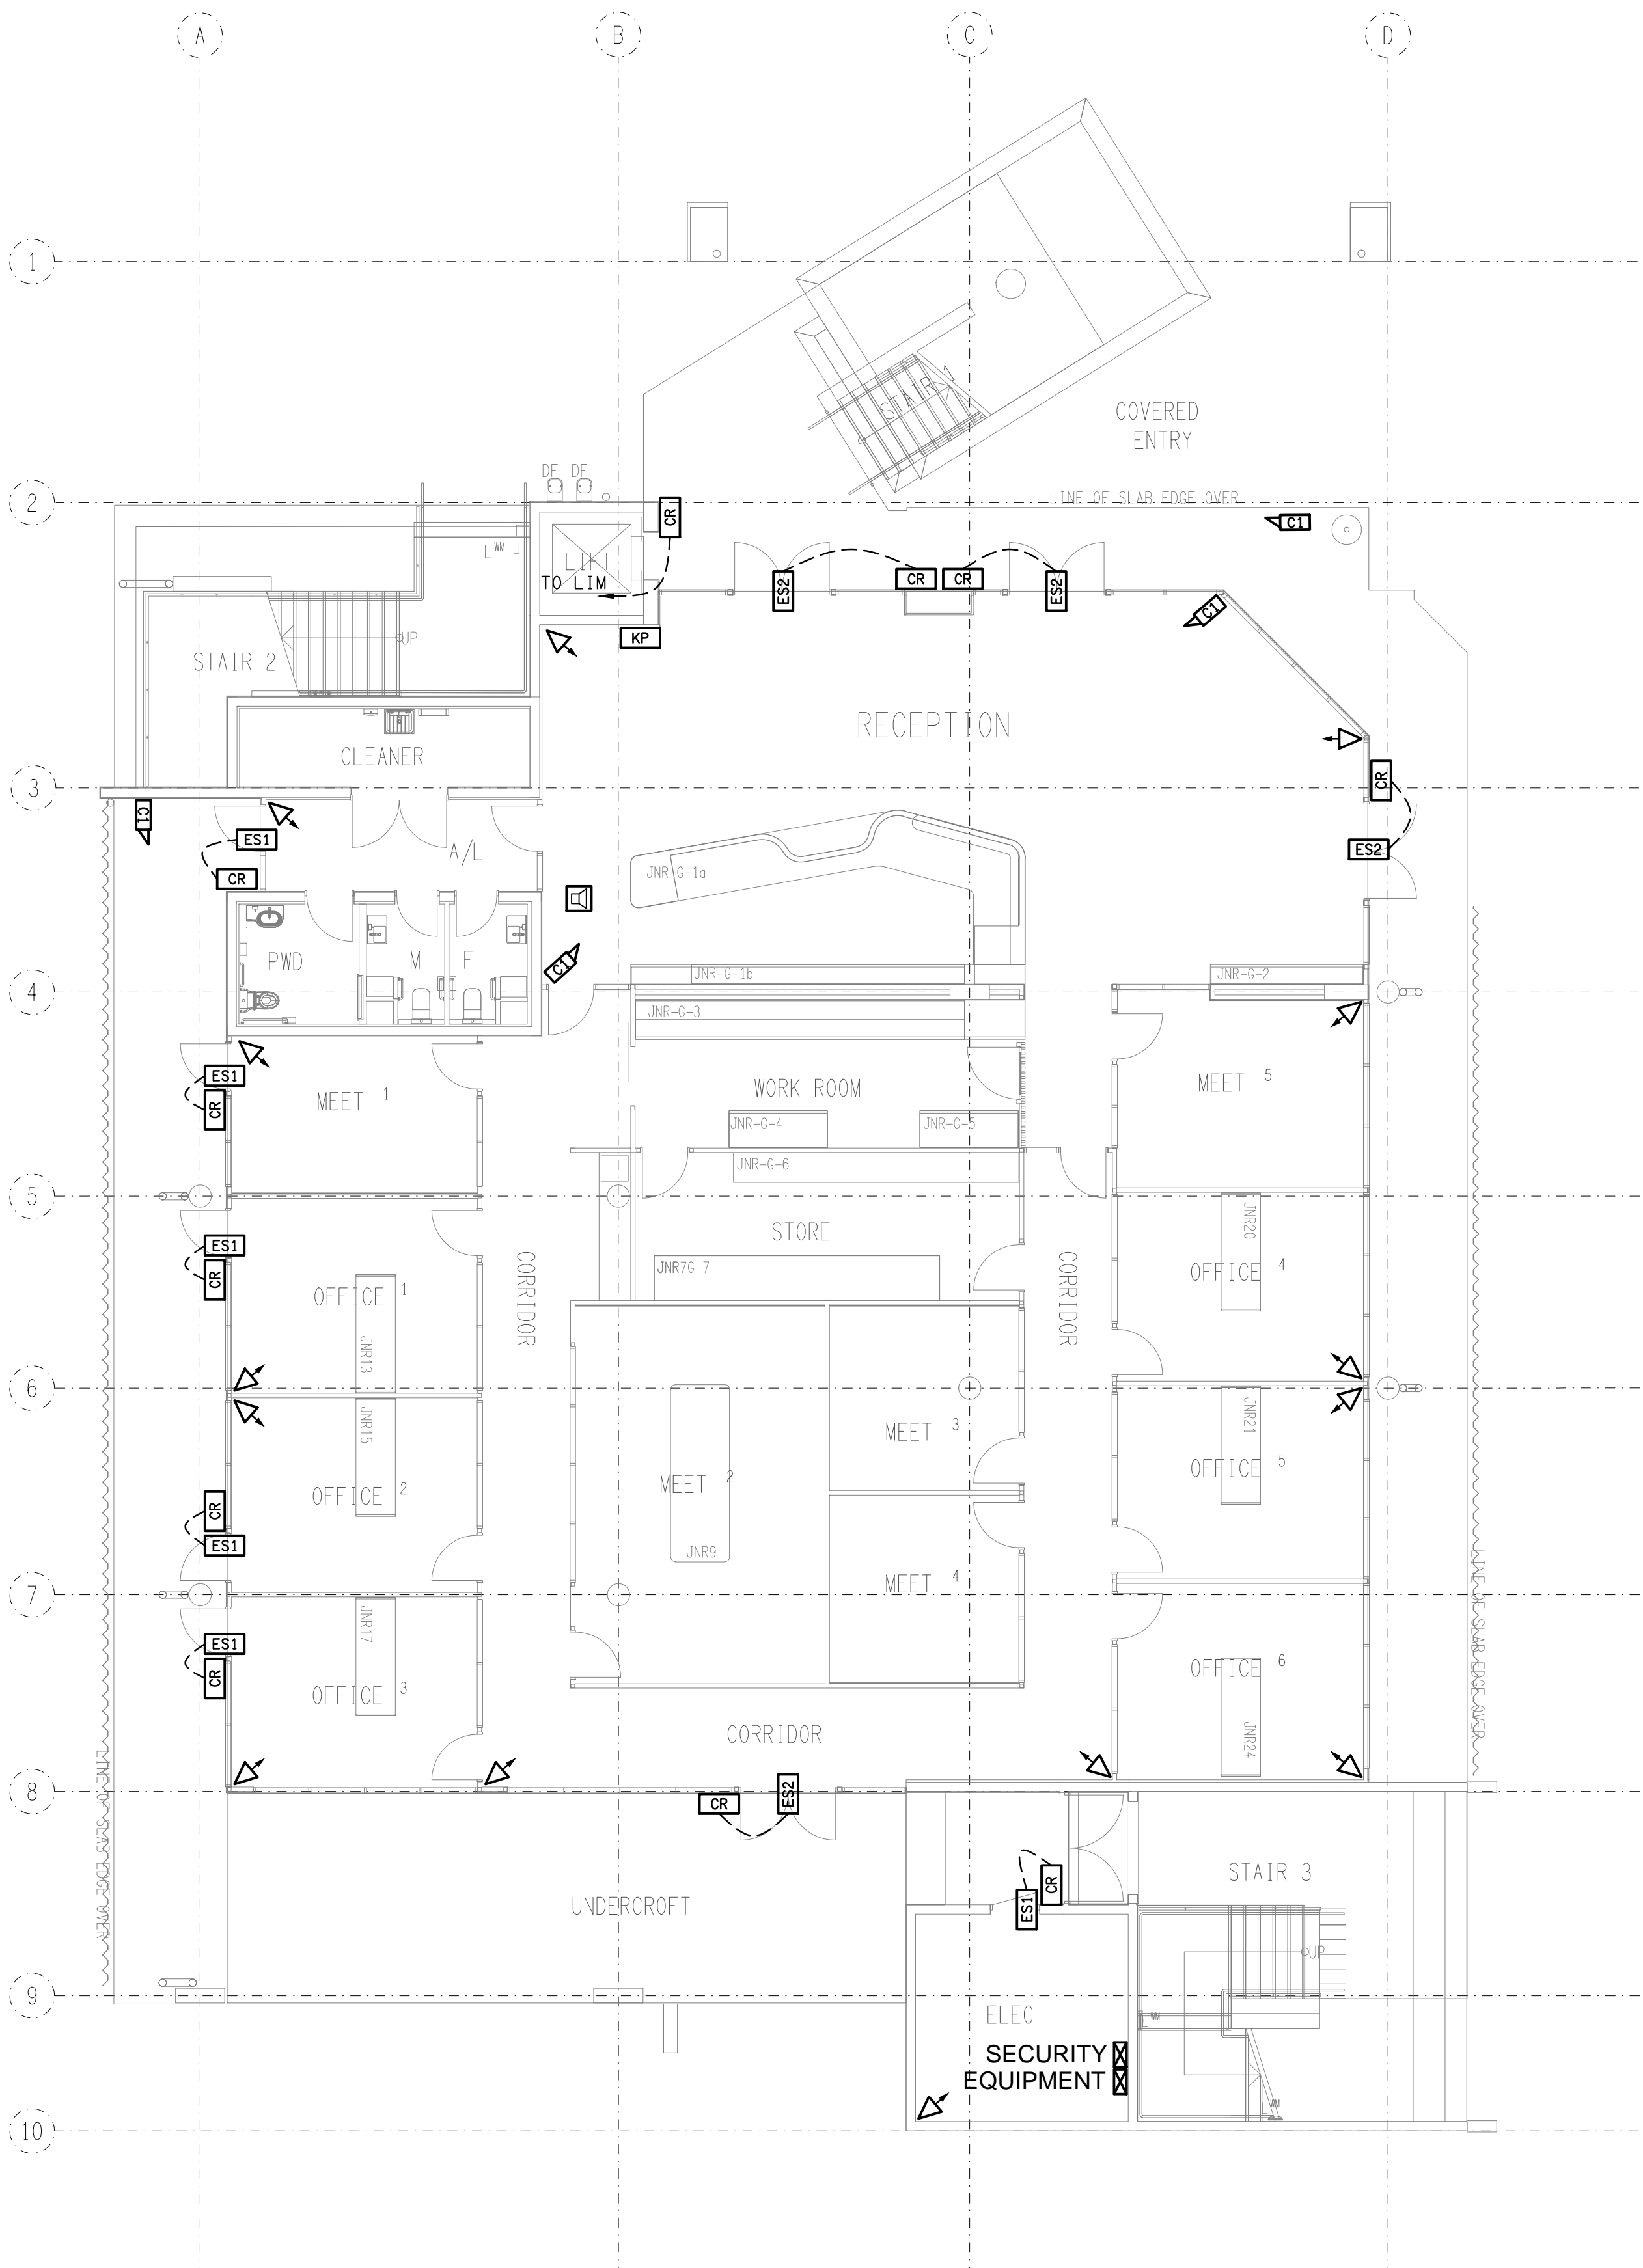 A
B
C
D
1
STAIR 1
COVERED
ENTRY
DF DF
2
LINE OF SLAB EDGE OVER
CR
C1
WM
LIFT
TO LIM
ES2
CR
CR
ES2
C1
KP
UP
STAIR 2
RECEPTION
CLEANER
3
CR
C1
ES1
A/L
ES2
CR
JNR-G-1a
PWD
M
F
C1
JNR-G-1b
JNR-G-2
4
JNR-G-3
ES1
MEET 1
WORK ROOM
MEET 5
CR
JNR-G-4
JNR-G-5
JNR-G-6
5
JNR20
STORE
ES1
CR
CORRIDOR
CORRIDOR
JNR7G-7
OFFICE 1
OFFICE 4
JNR13
6
JNR15
JNR21
MEET 3
MEET 2
OFFICE 5
OFFICE 2
CR
ES1
JNR9
MEET 4
7
LINE OF SLAB EDGE OVER
JNR17
ES1
CR
OFFICE 3
OFFICE 6
CORRIDOR
JNR24
8
LINE OF SLAB EDGE OVER
CR
ES2
STAIR 3
CR
ES1
UNDERCROFT
UP
9
ELEC
WM
SECURITY
EQUIPMENT
WM
10